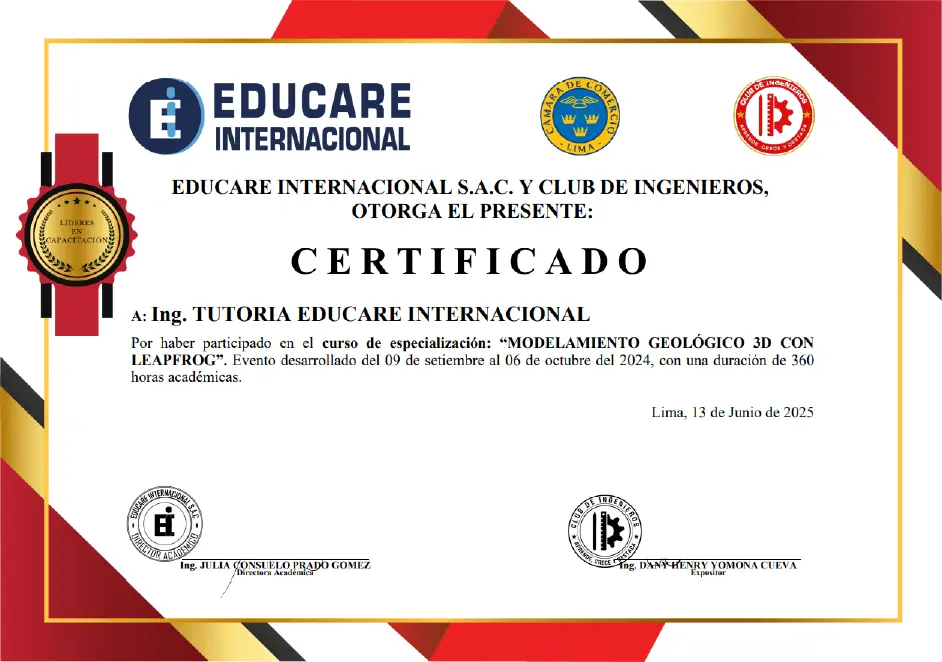 EDUCARE
INTERNACIONAL
CÁMARA DE COMERCIO
· LIMA ·
CLUB DE INGENIEROS
APRENDE, CRECE Y DESTACA
EDUCARE INTERNACIONAL S.A.C. Y CLUB DE INGENIEROS,
OTORGA EL PRESENTE:
LÍDERES
EN
CAPACITACIÓN
CERTIFICADO
A: Ing. TUTORIA EDUCARE INTERNACIONAL
Por haber participado en el curso de especialización: “MODELAMIENTO GEOLÓGICO 3D CON
LEAPFROG”. Evento desarrollado del 09 de setiembre al 06 de octubre del 2024, con una duración de 360
horas académicas.
Lima, 13 de Junio de 2025
EDUCARE INTERNACIONAL S.A.C.
DIRECTOR ACADÉMICO
CLUB DE INGENIEROS
APRENDE, CRECE Y DESTACA
Ing. JULIA CONSUELO PRADO GOMEZ
Directora Académica
Ing. DANY HENRY YOMONA CUEVA
Expositor